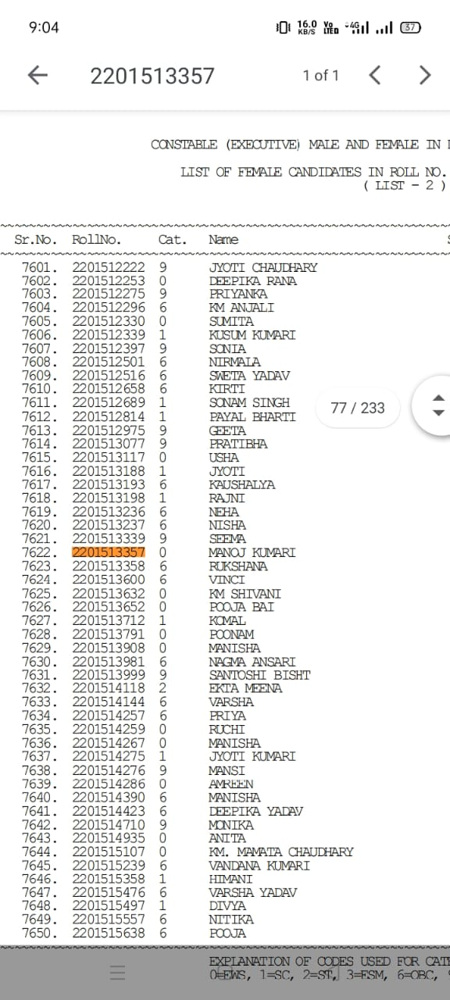 9:04 16.0 KB/S Vo LTED 4G 37
2201513357 1 of 1
CONSTABLE (EXECUTIVE) MALE AND FEMALE IN
LIST OF FEMALE CANDIDATES IN ROLL NO.
( LIST - 2 )
Sr.No. RollNo. Cat. Name
7601. 2201512222 9 JYOTI CHAUDHARY
7602. 2201512253 0 DEEPIKA RANA
7603. 2201512275 9 PRIYANKA
7604. 2201512296 6 KM ANJALI
7605. 2201512330 0 SUMITA
7606. 2201512339 1 KUSUM KUMARI
7607. 2201512397 9 SONIA
7608. 2201512501 6 NIRMALA
7609. 2201512516 6 SWETA YADAV
7610. 2201512658 6 KIRTI
7611. 2201512689 1 SONAM SINGH
77 / 233
7612. 2201512814 1 PAYAL BHARTI
7613. 2201512975 9 GEETA
7614. 2201513077 9 PRATIBHA
7615. 2201513117 0 USHA
7616. 2201513188 1 JYOTI
7617. 2201513193 6 KAUSHALYA
7618. 2201513198 1 RAJNI
7619. 2201513236 6 NEHA
7620. 2201513237 6 NISHA
7621. 2201513339 9 SEEMA
7622. 2201513357 0 MANOJ KUMARI
7623. 2201513358 6 RUKSHANA
7624. 2201513600 6 VINCI
7625. 2201513632 0 KM SHIVANI
7626. 2201513652 0 POOJA BAI
7627. 2201513712 1 KOMAL
7628. 2201513791 0 POONAM
7629. 2201513908 0 MANISHA
7630. 2201513981 6 NAGMA ANSARI
7631. 2201513999 9 SANTOSHI BISHT
7632. 2201514118 2 EKTA MEENA
7633. 2201514144 6 VARSHA
7634. 2201514257 6 PRIYA
7635. 2201514259 0 RUCHI
7636. 2201514267 0 MANISHA
7637. 2201514275 1 JYOTI KUMARI
7638. 2201514276 9 MANSI
7639. 2201514286 0 AMREEN
7640. 2201514390 6 MANISHA
7641. 2201514423 6 DEEPIKA YADAV
7642. 2201514710 9 MONIKA
7643. 2201514935 0 ANITA
7644. 2201515107 0 KM. MAMATA CHAUDHARY
7645. 2201515239 6 VANDANA KUMARI
7646. 2201515358 1 HIMANI
7647. 2201515476 6 VARSHA YADAV
7648. 2201515497 1 DIVYA
7649. 2201515557 6 NITIKA
7650. 2201515638 6 POOJA
EXPLANATION OF CODES USED FOR CATE
0=EWS, 1=SC, 2=ST, 3=ESM, 6=OBC,